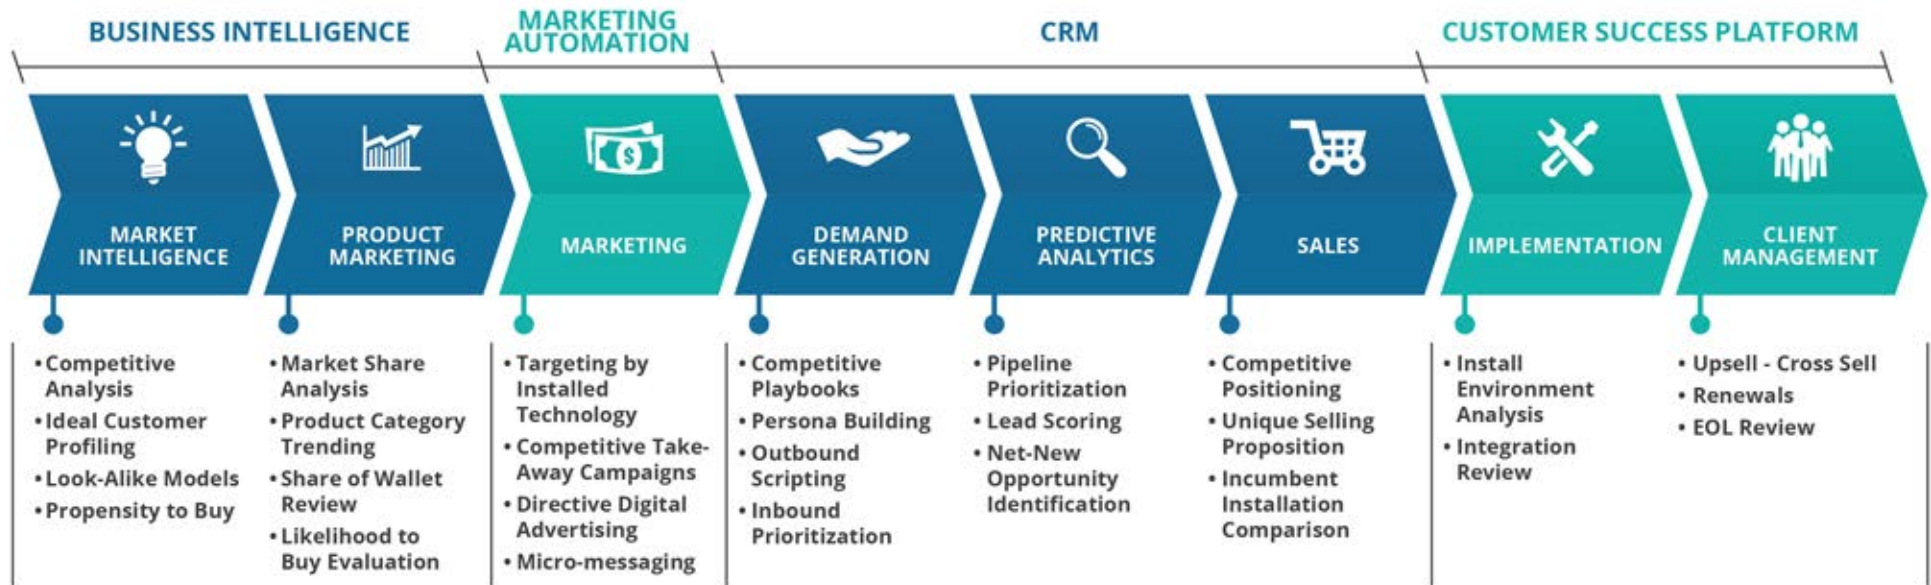 BUSINESS INTELLIGENCE
MARKETING
AUTOMATION
CRM
CUSTOMER SUCCESS PLATFORM
MARKET
INTELLIGENCE
PRODUCT
MARKETING
MARKETING
DEMAND
GENERATION
PREDICTIVE
ANALYTICS
SALES
IMPLEMENTATION
CLIENT
MANAGEMENT
• Competitive
Analysis
• Ideal Customer
Profiling
• Look-Alike Models
• Propensity to Buy
• Market Share
Analysis
• Product Category
Trending
• Share of Wallet
Review
• Likelihood to
Buy Evaluation
• Targeting by
Installed
Technology
• Competitive Take-
Away Campaigns
• Directive Digital
Advertising
• Micro-messaging
• Competitive
Playbooks
• Persona Building
• Outbound
Scripting
• Inbound
Prioritization
• Pipeline
Prioritization
• Lead Scoring
• Net-New
Opportunity
Identification
• Competitive
Positioning
• Unique Selling
Proposition
• Incumbent
Installation
Comparison
• Install
Environment
Analysis
• Integration
Review
• Upsell - Cross Sell
• Renewals
• EOL Review